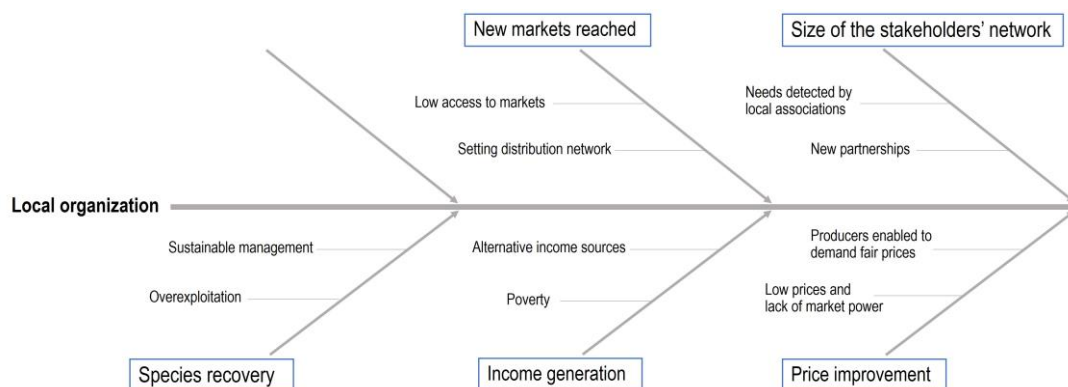 New markets reached
Size of the stakeholders’ network
Low access to markets
Setting distribution network
Needs detected by
local associations
New partnerships
Local organization
Sustainable management
Overexploitation
Alternative income sources
Poverty
Producers enabled to
demand fair prices
Low prices and
lack of market power
Species recovery
Income generation
Price improvement